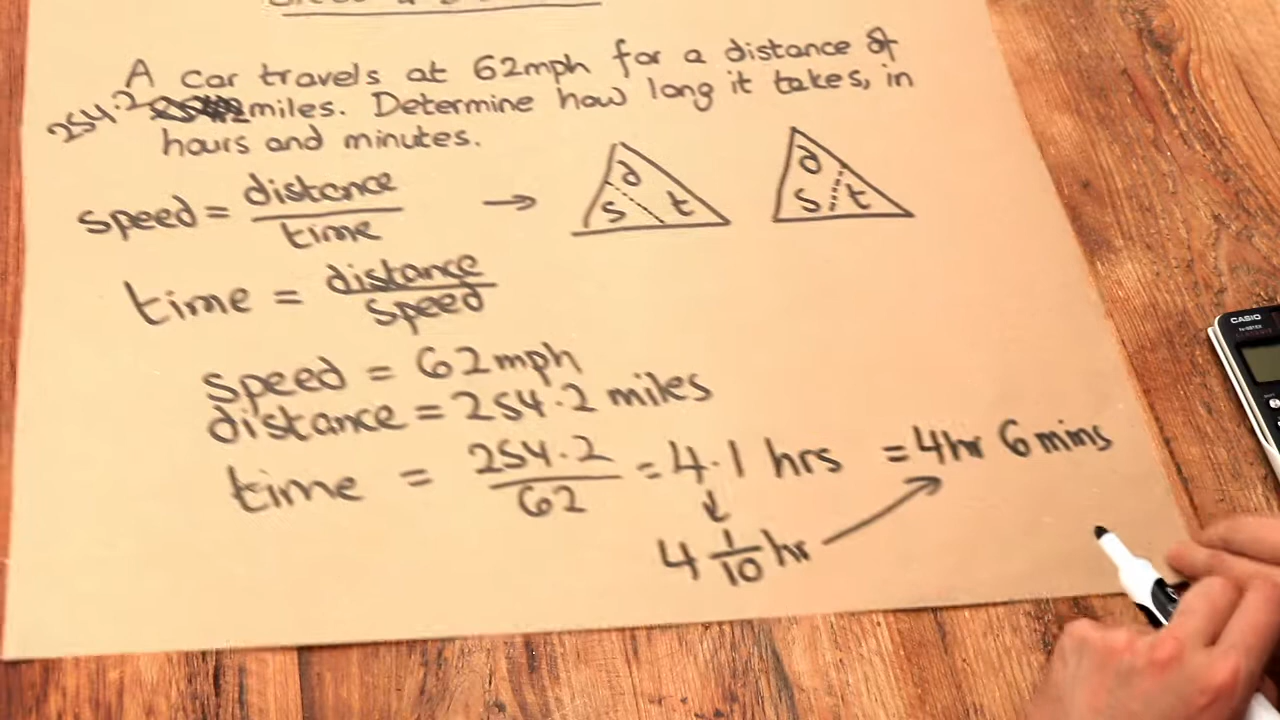 A car travels at 62mph for a distance of
254.2 miles. Determine how long it takes, in
hours and minutes.
speed = distance/time → d s t d s t
time = distance/speed
speed = 62mph
distance = 254.2 miles
time = 254.2/62 = 4.1 hrs = 4hr 6 mins
4 1/10 hr
CASIO